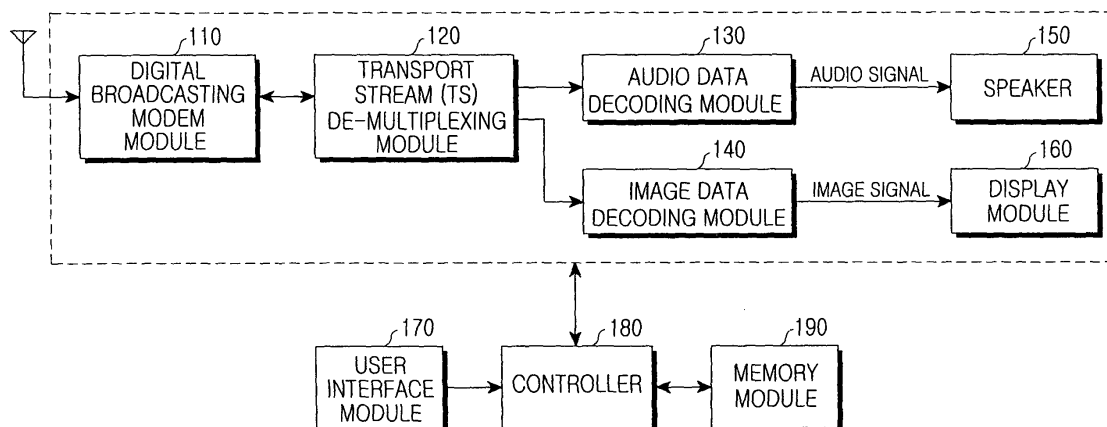 110
DIGITAL
BROADCASTING
MODEM
MODULE
120
TRANSPORT
STREAM (TS)
DE-MULTIPLEXING
MODULE
130
AUDIO DATA
DECODING MODULE
AUDIO SIGNAL
150
SPEAKER
140
IMAGE DATA
DECODING MODULE
IMAGE SIGNAL
160
DISPLAY
MODULE
170
USER
INTERFACE
MODULE
180
CONTROLLER
190
MEMORY
MODULE